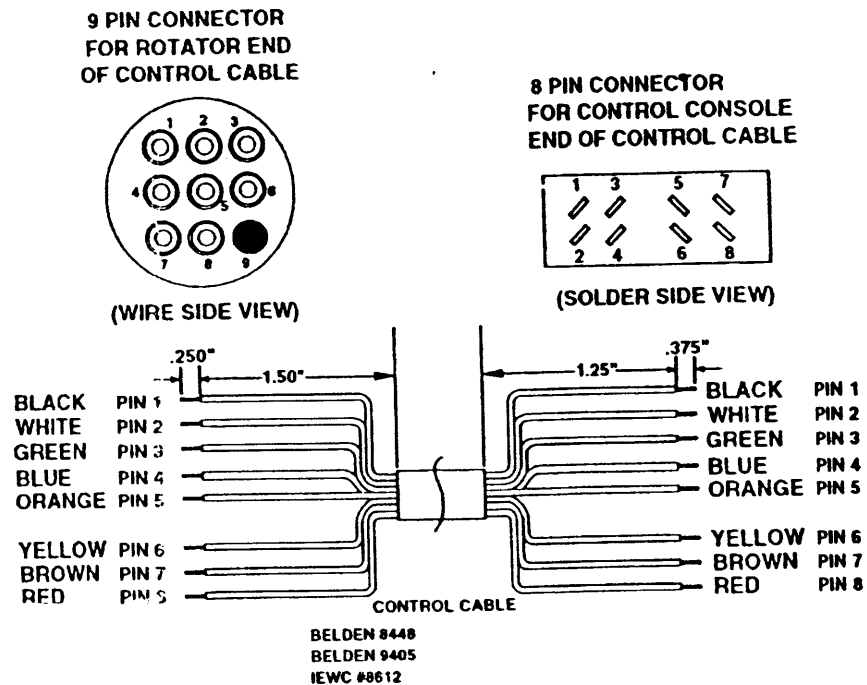 9 PIN CONNECTOR
FOR ROTATOR END
OF CONTROL CABLE
1 2 3
4 5 6
7 8 9
(WIRE SIDE VIEW)
8 PIN CONNECTOR
FOR CONTROL CONSOLE
END OF CONTROL CABLE
1 3 5 7
2 4 6 8
(SOLDER SIDE VIEW)
.250" 1.50" 1.25" .375"
BLACK PIN 1
WHITE PIN 2
GREEN PIN 3
BLUE PIN 4
ORANGE PIN 5
YELLOW PIN 6
BROWN PIN 7
RED PIN
BLACK PIN 1
WHITE PIN 2
GREEN PIN 3
BLUE PIN 4
ORANGE PIN 5
YELLOW PIN 6
BROWN PIN 7
RED PIN 8
CONTROL CABLE
BELDEN 8448
BELDEN 9405
IEWC #8612